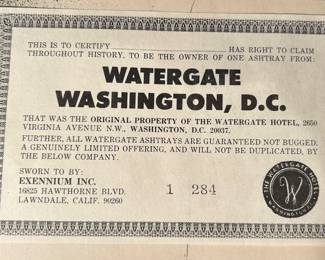 THIS IS TO CERTIFY ____________ HAS RIGHT TO CLAIM
THROUGHOUT HISTORY, TO BE THE OWNER OF ONE ASHTRAY FROM:
WATERGATE
WASHINGTON, D.C.
THAT WAS THE ORIGINAL PROPERTY OF THE WATERGATE HOTEL, 2650
VIRGINIA AVENUE N.W., WASHINGTON, D.C. 20037.
FURTHER, ALL WATERGATE ASHTRAYS ARE GUARANTEED NOT BUGGED.
A GENUINELY LIMITED OFFERING, AND WILL NOT BE DUPLICATED, BY
THE BELOW COMPANY.
SWORN TO BY:
EXENNIUM INC.
16825 HAWTHORNE BLVD.
LAWNDALE, CALIF. 90260
1 284
THE WATERGATE HOTEL
W
WASHINGTON